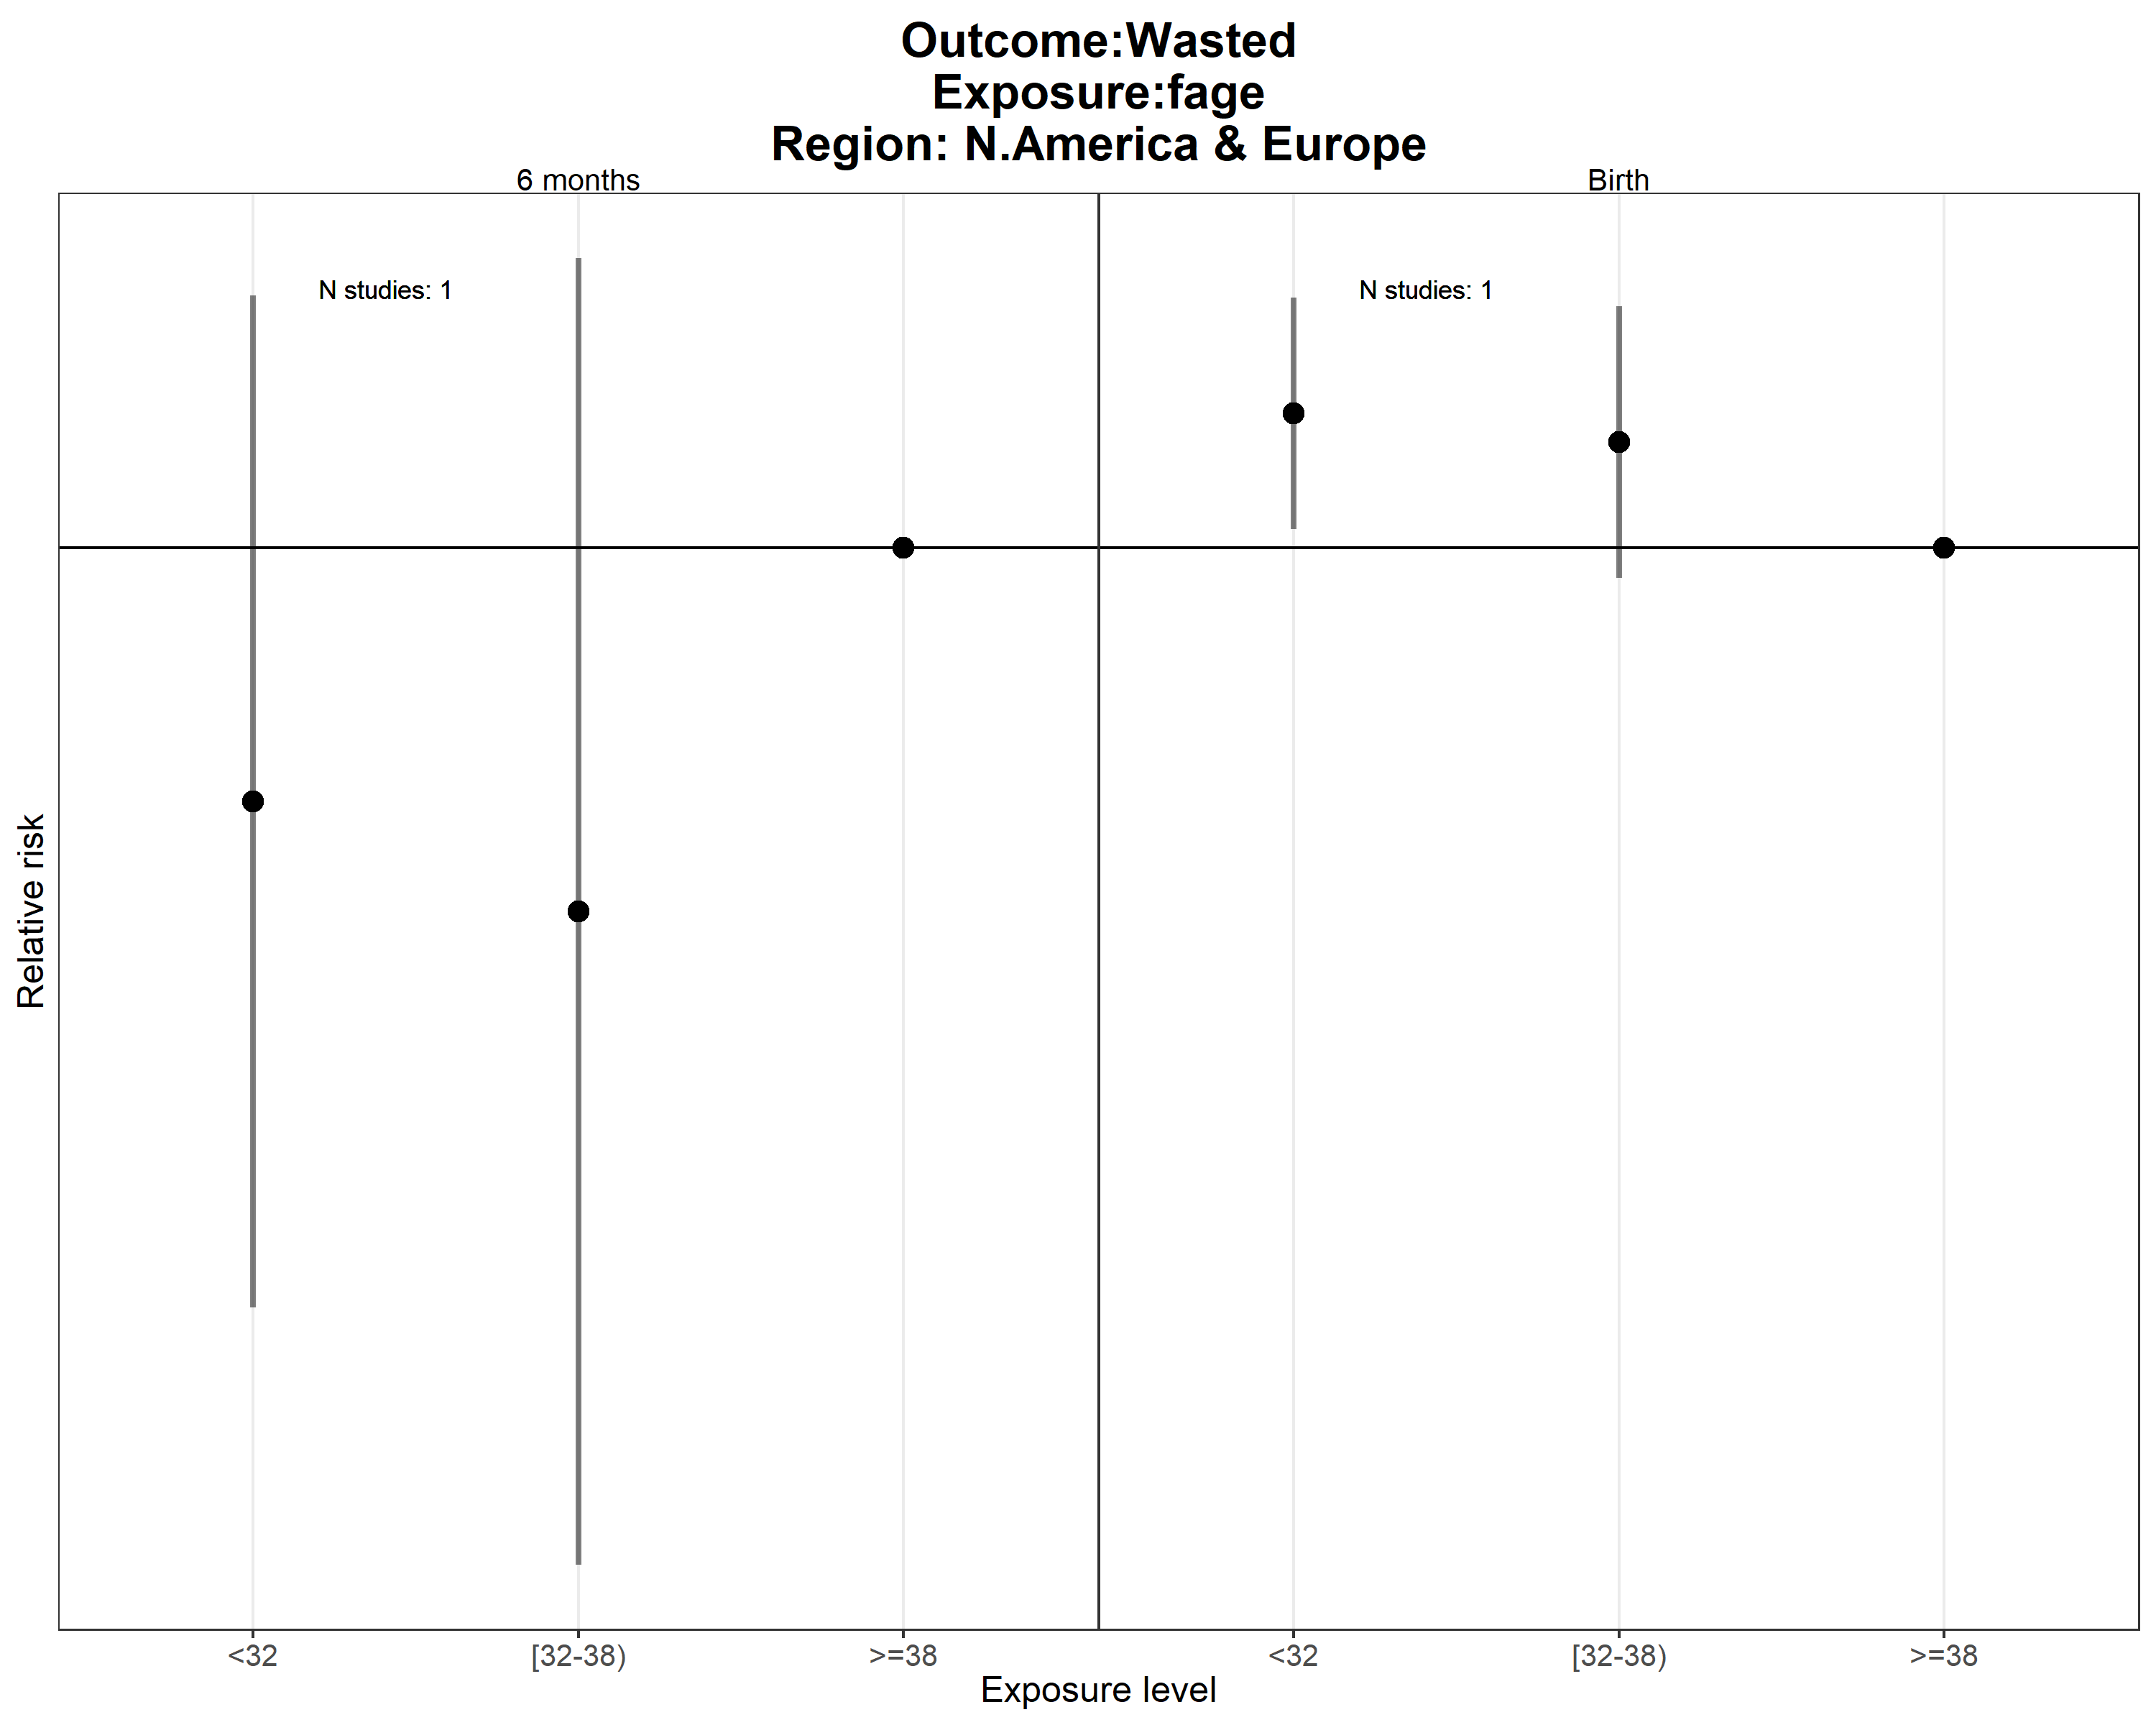 Outcome:Wasted
Exposure:fage
Region: N.America & Europe
6 months
Birth
N studies: 1
N studies: 1
Relative risk
<32
[32-38)
>=38
<32
[32-38)
>=38
Exposure level